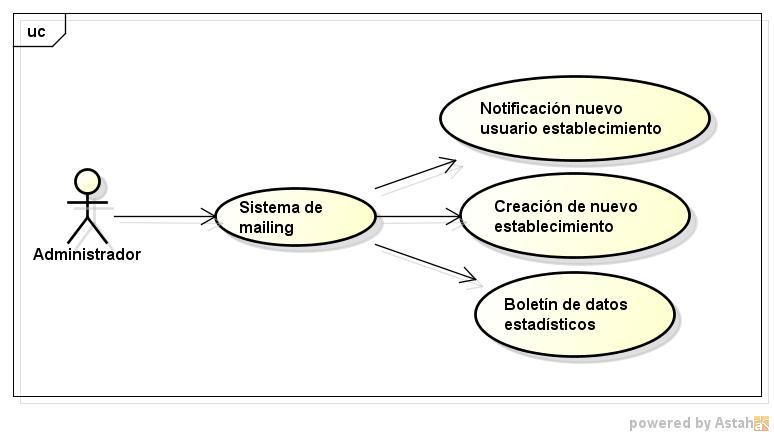 uc
Notificación nuevo
usuario establecimiento
Sistema de
mailing
Creación de nuevo
establecimiento
Administrador
Boletín de datos
estadísticos
powered by Astah